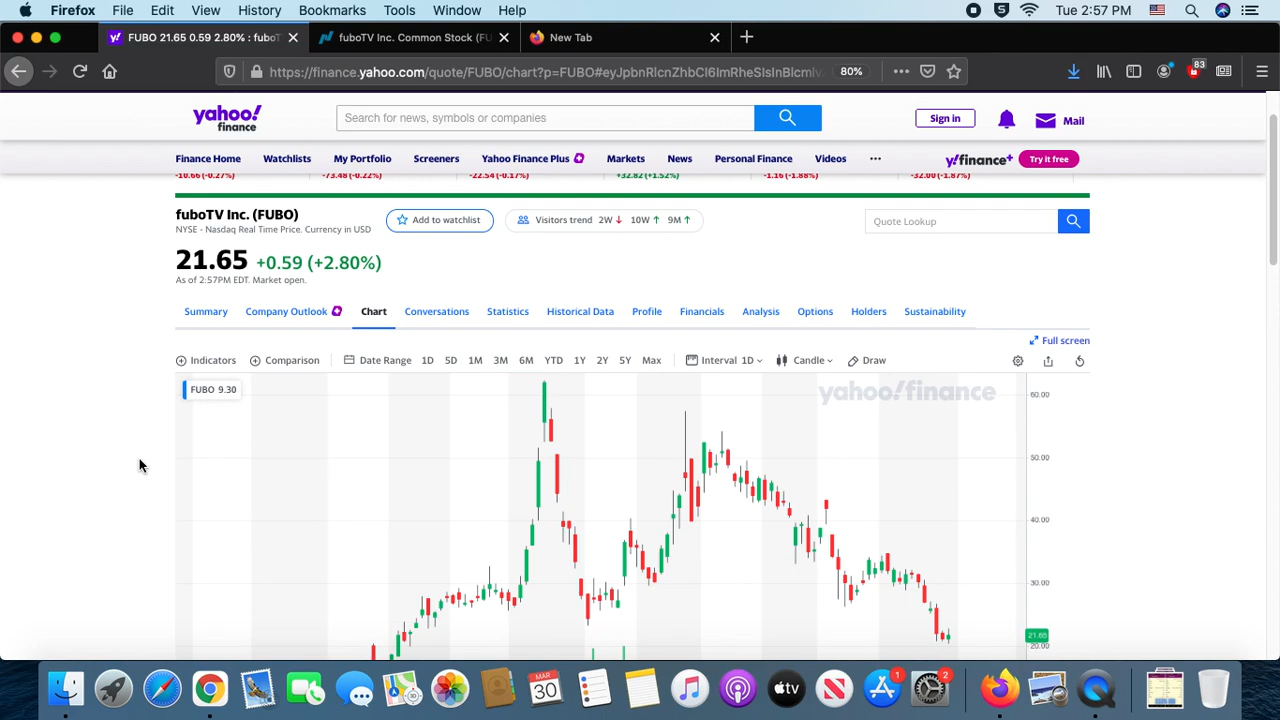 Firefox File Edit View History Bookmarks Tools Window Help S Tue 2:57 PM
FUBO 21.65 0.59 2.80% : fuboT fuboTV Inc. Common Stock (FU New Tab
https://finance.yahoo.com/quote/FUBO/chart?p=FUBO 80% 83
yahoo!
finance
Search for news, symbols or companies
Sign in Mail
Finance Home Watchlists My Portfolio Screeners Yahoo Finance Plus Markets News Personal Finance Videos ... y!finance+ Try it free
-10.66 (-0.27%) -73.48 (-0.22%) -22.54 (-0.17%) +32.82 (+1.52%) -1.16 (-1.88%) -32.00 (-1.87%)
fuboTV Inc. (FUBO) Add to watchlist Visitors trend 2W↓ 10W↑ 9M↑ Quote Lookup
NYSE - Nasdaq Real Time Price. Currency in USD
21.65 +0.59 (+2.80%)
As of 2:57PM EDT. Market open.
Summary Company Outlook Chart Conversations Statistics Historical Data Profile Financials Analysis Options Holders Sustainability
Full screen
Indicators Comparison Date Range 1D 5D 1M 3M 6M YTD 1Y 2Y 5Y Max Interval 1D Candle Draw
FUBO 9.30 yahoo!finance
60.00
50.00
40.00
30.00
21.65
20.00
MAR
30
tv
1
2